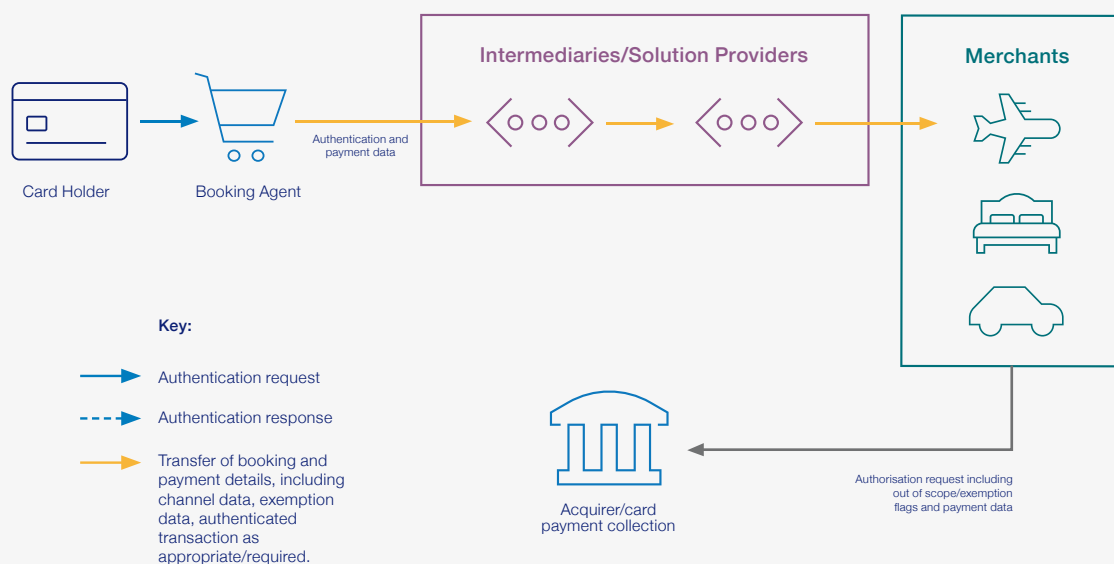 Intermediaries/Solution Providers
Merchants
Authentication and
payment data
Card Holder
Booking Agent
Key:
Authentication request
Authentication response
Transfer of booking and
payment details, including
channel data, exemption
data, authenticated
transaction as
appropriate/required.
Acquirer/card
payment collection
Authorisation request including
out of scope/exemption
flags and payment data